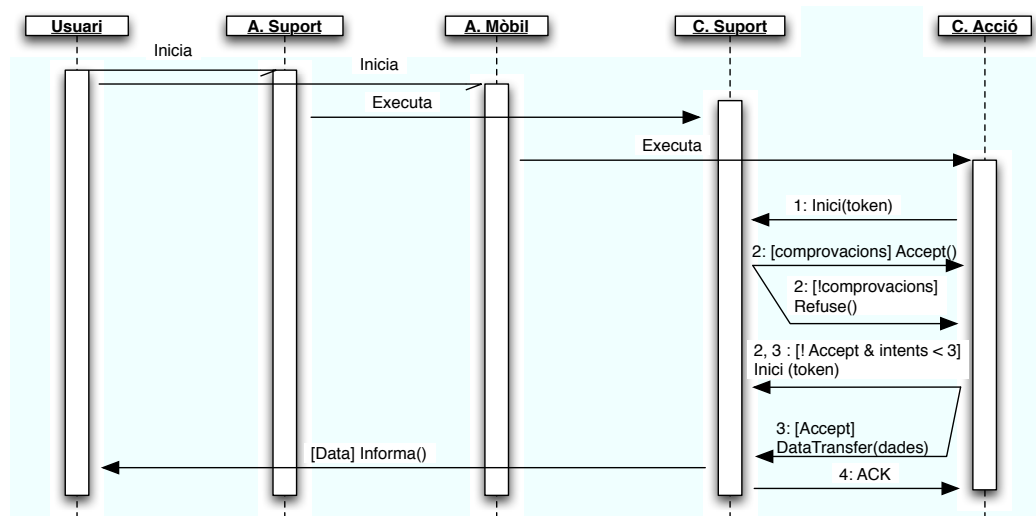 Usuari
A. Suport
A. Mòbil
C. Suport
C. Acció
Inicia
Inicia
Executa
Executa
1: Inici(token)
2: [comprovacions] Accept()
2: [!comprovacions]
Refuse()
2, 3 : [! Accept & intents < 3]
Inici (token)
3: [Accept]
DataTransfer(dades)
[Data] Informa()
4: ACK